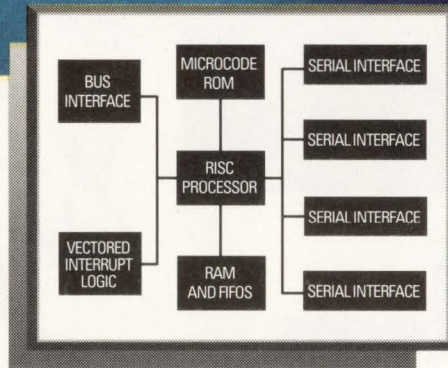 BUS
INTERFACE
MICROCODE
ROM
SERIAL INTERFACE
SERIAL INTERFACE
RISC
PROCESSOR
SERIAL INTERFACE
VECTORED
INTERRUPT
LOGIC
RAM
AND FIFOS
SERIAL INTERFACE